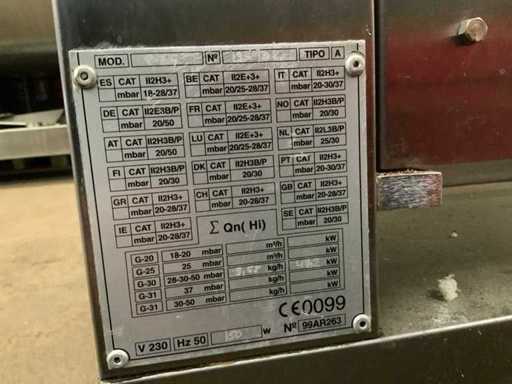 MOD. Nº TIPO A
ES CAT II2H3+ BE CAT II2E+3+ IT CAT II2H3+
mbar 18-28/37 mbar 20/25-28/37 mbar 20-30/37
DE CAT II2E3B/P FR CAT II2E+3+ NO CAT II2H3B/P
mbar 20/50 mbar 20/25-28/37 mbar 20/30
AT CAT II2H3B/P LU CAT II2E+3+ NL CAT II2L3B/P
mbar 20/50 mbar 20/25-28/37 mbar 25/30
FI CAT II2H3B/P DK CAT II2H3B/P PT CAT II2H3+
mbar 20/30 mbar 20/30 mbar 20-30/37
GR CAT II2H3+ CH CAT II2H3+ GB CAT II2H3+
mbar 20-28/37 mbar 20-28/37 mbar 20-28/37
IE CAT II2H3+ Σ Qn( Hi) SE CAT II2H3B/P
mbar 20-28/37 mbar 20/30
G-20 18-20 mbar m³/h kW
G-25 25 mbar m³/h kW
G-30 28-30-50 mbar kg/h kW
G-31 37 mbar kg/h kW
G-31 30-50 mbar kg/h kW
CE0099
V 230 Hz 50 150 W Nº 99AR263